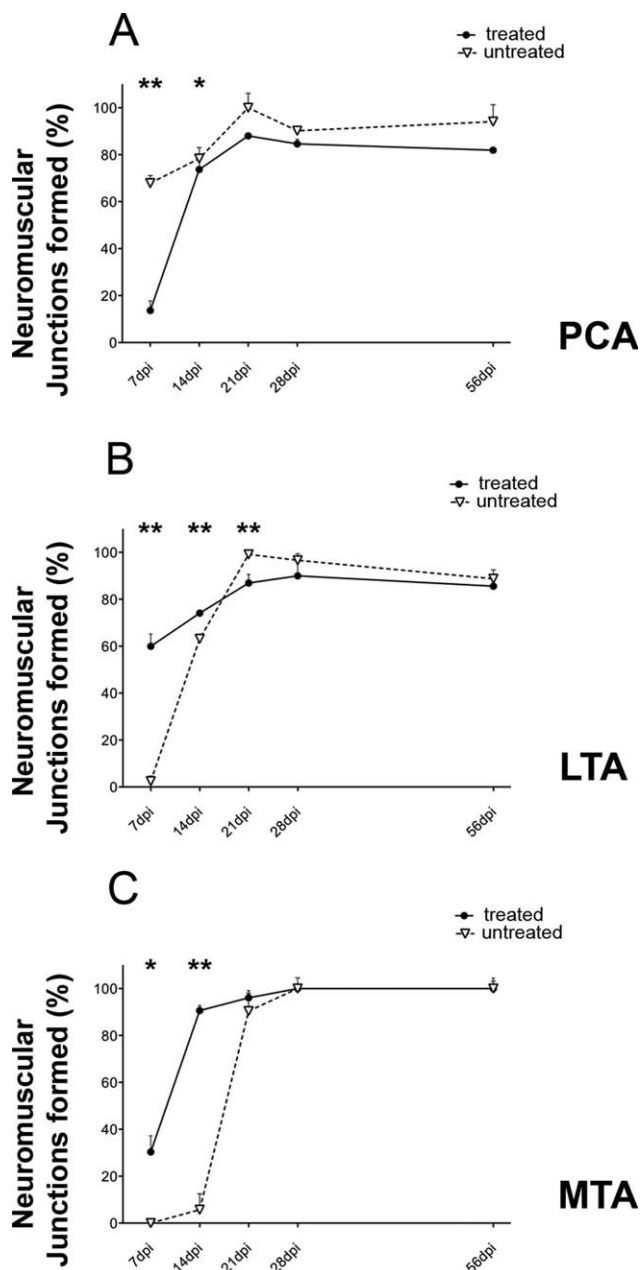 A
treated
untreated
** *
Neuromuscular
Junctions formed (%)
100
80
60
40
20
0
7dpi 14dpi 21dpi 28dpi 56dpi
PCA
B
treated
untreated
** ** **
Neuromuscular
Junctions formed (%)
100
80
60
40
20
0
7dpi 14dpi 21dpi 28dpi 56dpi
LTA
C
treated
untreated
* **
Neuromuscular
Junctions formed (%)
100
80
60
40
20
0
7dpi 14dpi 21dpi 28dpi 56dpi
MTA